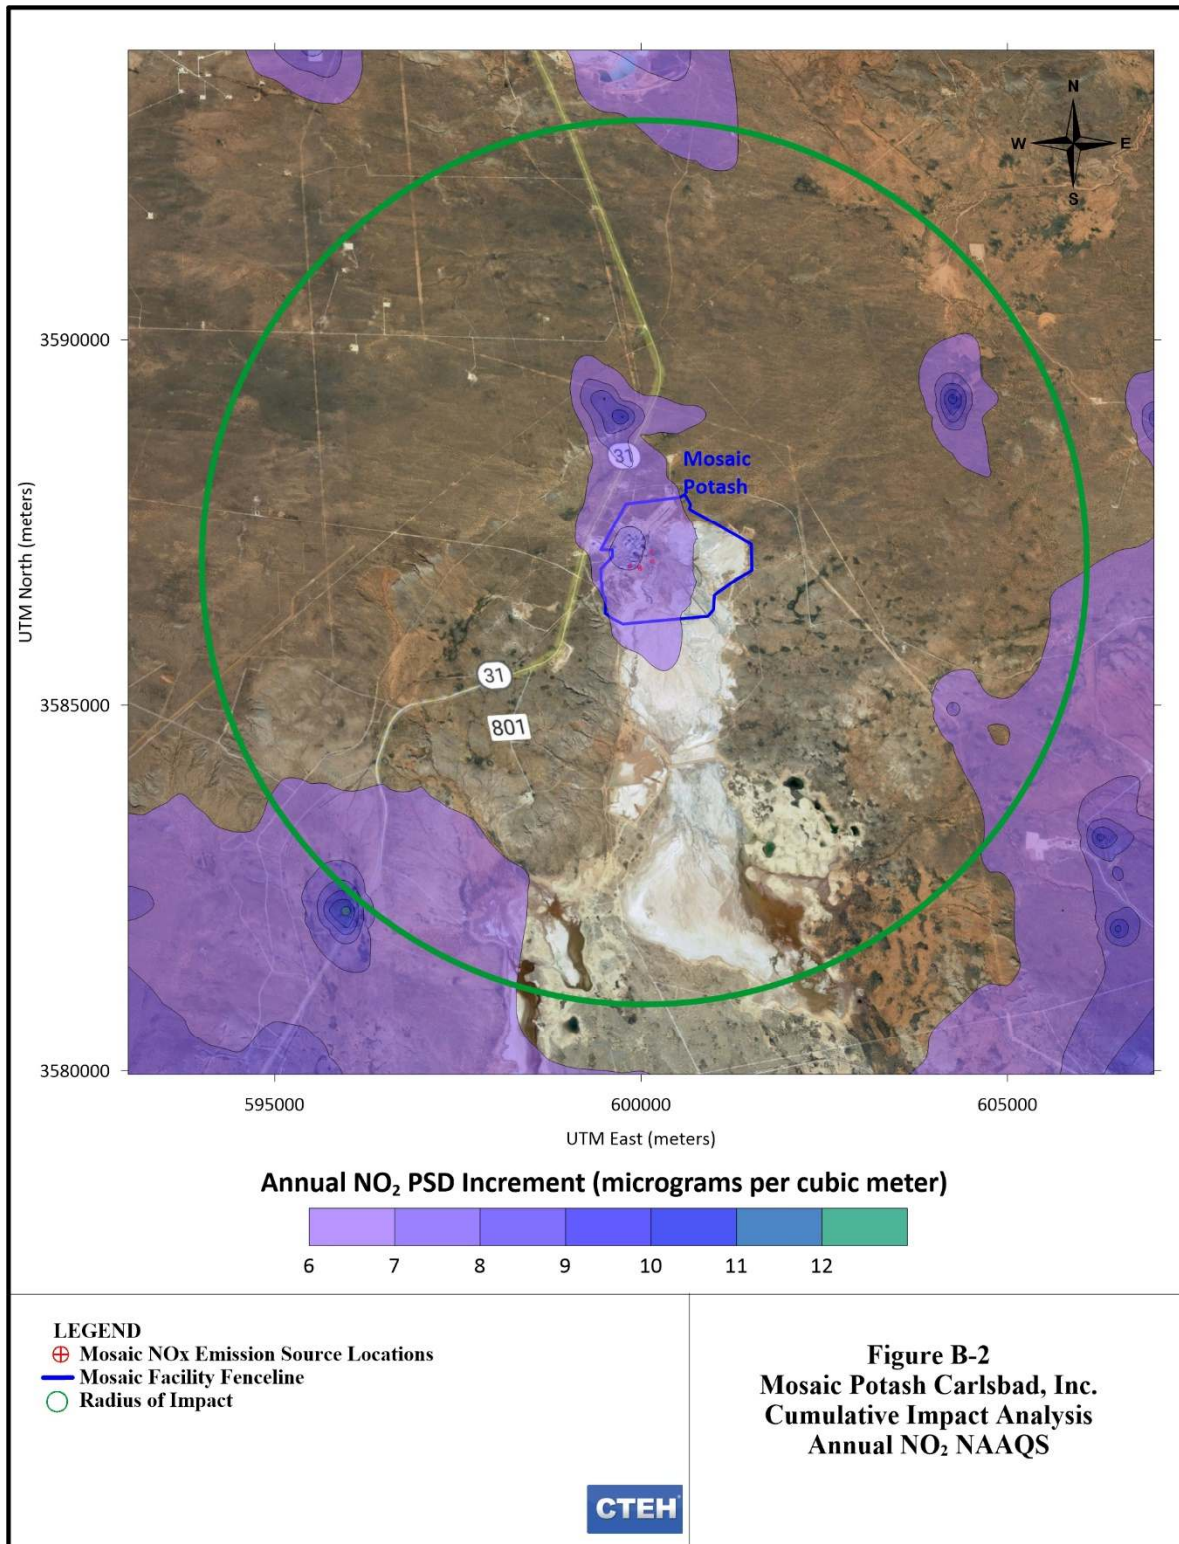 N
W E
S
3590000
31
Mosaic
Potash
UTM North (meters)
3585000
31
801
3580000
595000 600000 605000
UTM East (meters)
Annual NO₂ PSD Increment (micrograms per cubic meter)
6 7 8 9 10 11 12
LEGEND
Mosaic NOx Emission Source Locations
Mosaic Facility Fenceline
Radius of Impact
Figure B-2
Mosaic Potash Carlsbad, Inc.
Cumulative Impact Analysis
Annual NO₂ NAAQS
CTEH